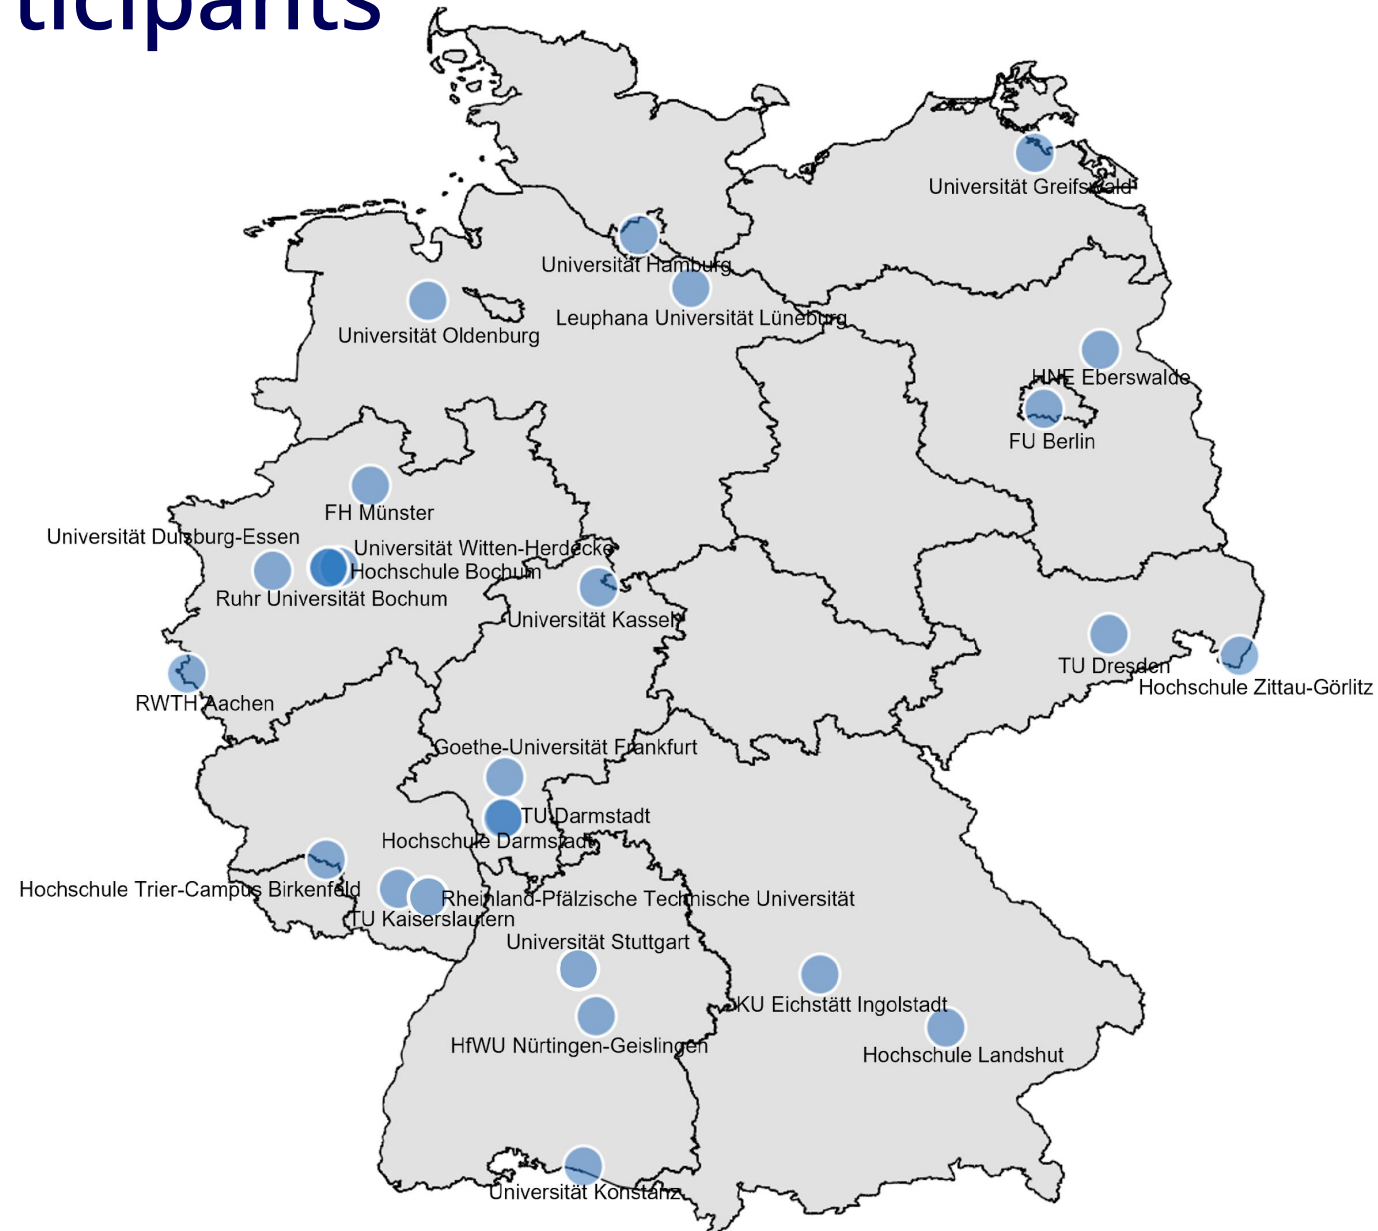 ticipants
Universität Greifswald
Universität Hamburg
Leuphana Universität Lüneburg
Universität Oldenburg
HNE Eberswalde
FU Berlin
FH Münster
Universität Duisburg-Essen
Universität Witten-Herdecke
Hochschule Bochum
Ruhr Universität Bochum
Universität Kassel
TU Dresden
Hochschule Zittau-Görlitz
RWTH Aachen
Goethe-Universität Frankfurt
TU Darmstadt
Hochschule Darmstadt
Hochschule Trier-Campus Birkenfeld
Rheinland-Pfälzische Technische Universität
TU Kaiserslautern
Universität Stuttgart
KU Eichstätt Ingolstadt
HfWU Nürtingen-Geislingen
Hochschule Landshut
Universität Konstanz